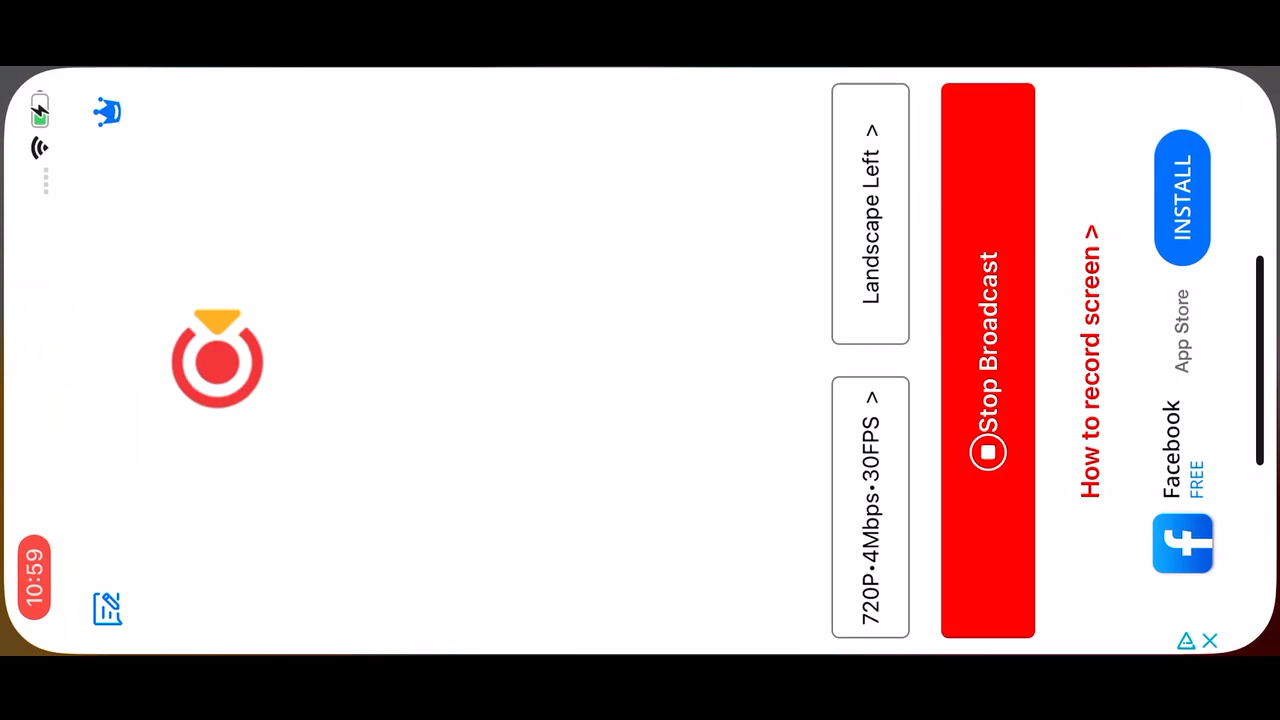 10:59
720P•4Mbps•30FPS >
Landscape Left >
Stop Broadcast
How to record screen >
Facebook
FREE
App Store
INSTALL